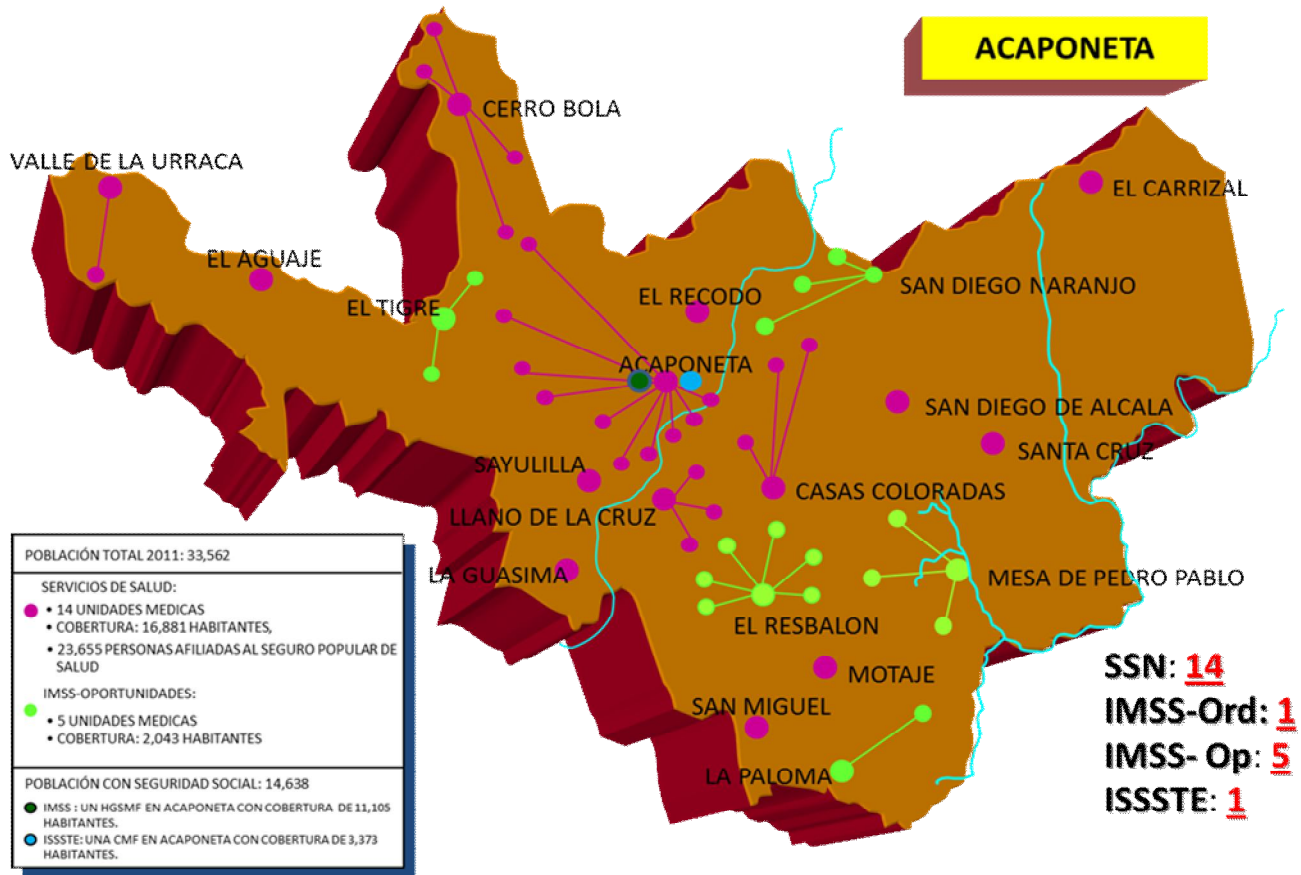 ACAPONETA
CERRO BOLA
VALLE DE LA URRACA
EL CARRIZAL
EL AGUAJE
SAN DIEGO NARANJO
EL RECODO
EL TIGRE
ACAPONETA
SAN DIEGO DE ALCALA
SANTA CRUZ
SAYULILLA
CASAS COLORADAS
LLANO DE LA CRUZ
LA GUASIMA
MESA DE PEDRO PABLO
EL RESBALON
MOTAJE
SAN MIGUEL
LA PALOMA
POBLACIÓN TOTAL 2011: 33,562
SERVICIOS DE SALUD:
• 14 UNIDADES MEDICAS
• COBERTURA: 16,881 HABITANTES,
• 23,655 PERSONAS AFILIADAS AL SEGURO POPULAR DE
SALUD
IMSS-OPORTUNIDADES:
• 5 UNIDADES MEDICAS
• COBERTURA: 2,043 HABITANTES
POBLACIÓN CON SEGURIDAD SOCIAL: 14,638
IMSS : UN HGSMF EN ACAPONETA CON COBERTURA DE 11,105
HABITANTES.
ISSSTE: UNA CMF EN ACAPONETA CON COBERTURA DE 3,373
HABITANTES.
SSN: 14
IMSS-Ord: 1
IMSS- Op: 5
ISSSTE: 1